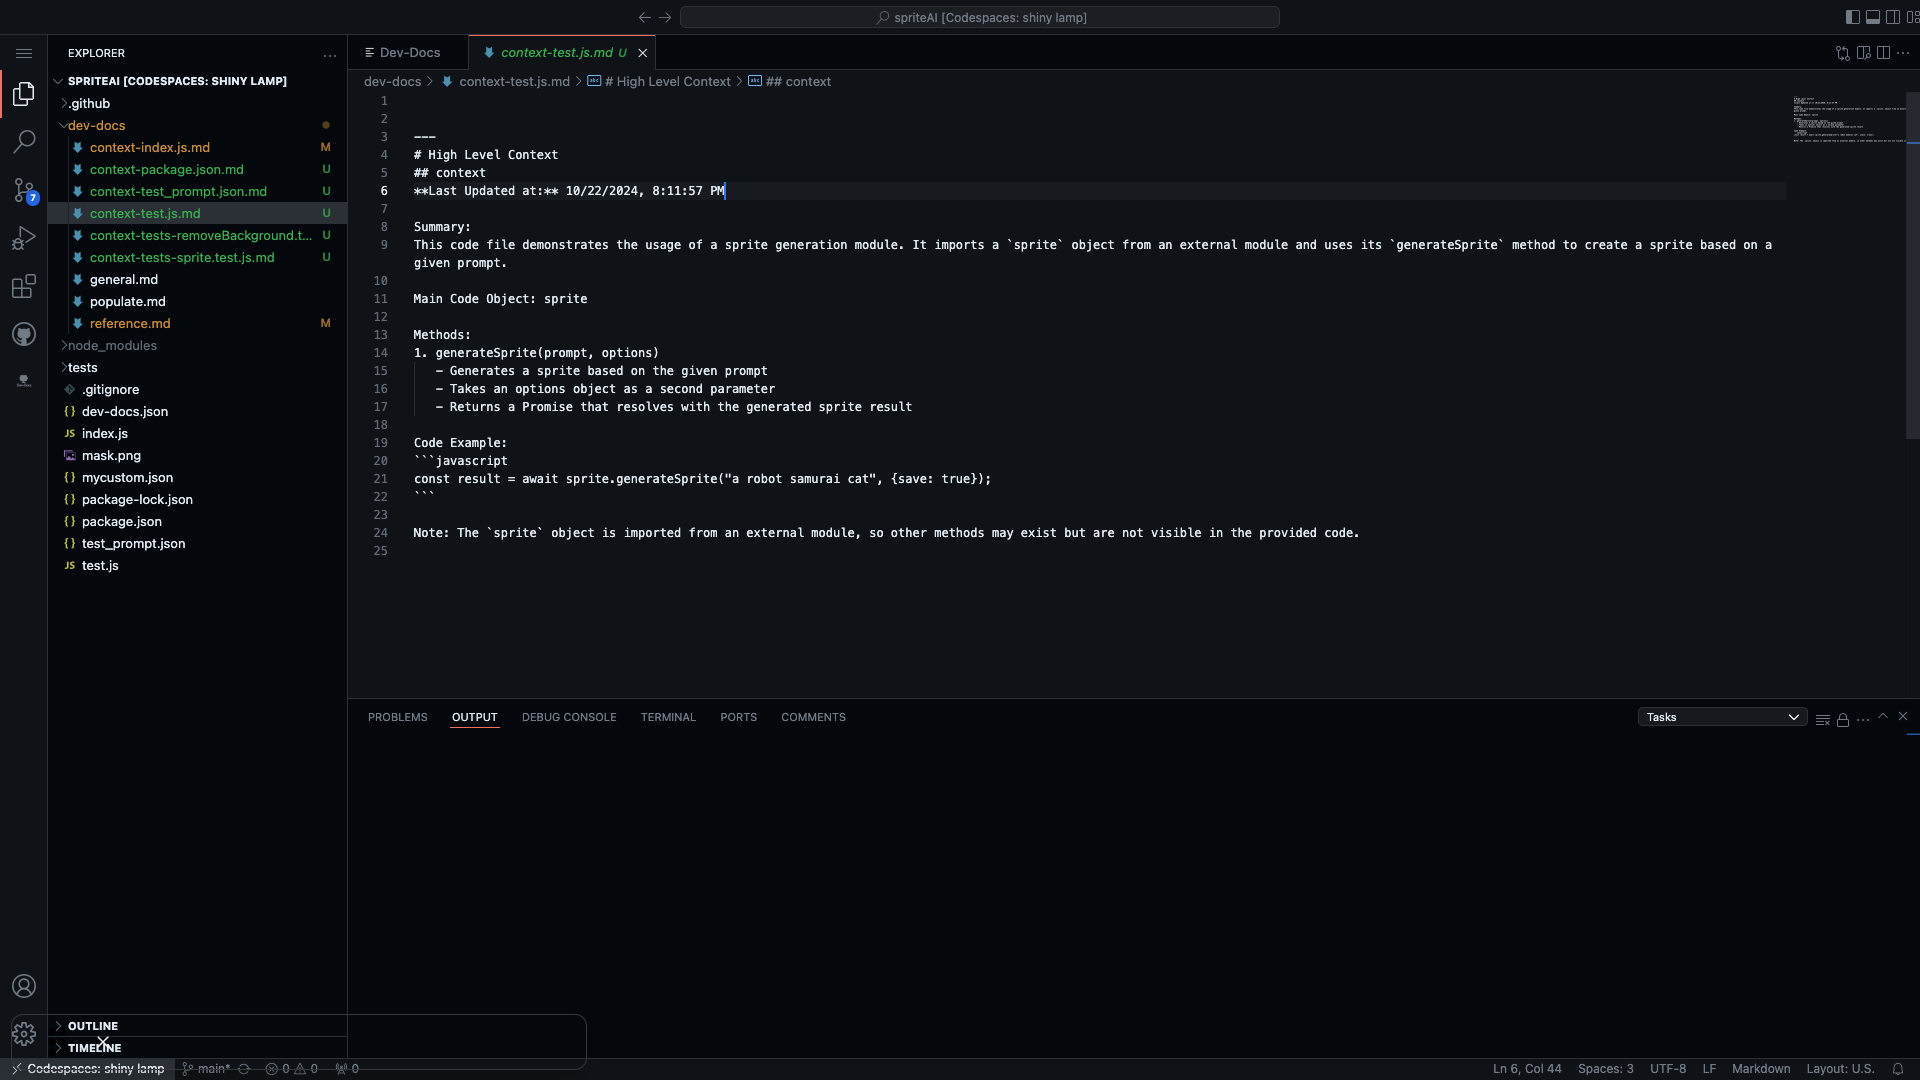 spriteAI [Codespaces: shiny lamp]
EXPLORER
SPRITEAI [CODESPACES: SHINY LAMP]
.github
dev-docs
context-index.js.md M
context-package.json.md U
context-test_prompt.json.md U
context-test.js.md U
context-tests-removeBackground.t... U
context-tests-sprite.test.js.md U
general.md
populate.md
reference.md M
node_modules
tests
.gitignore
{} dev-docs.json
JS index.js
mask.png
{} mycustom.json
{} package-lock.json
{} package.json
{} test_prompt.json
JS test.js
OUTLINE
TIMELINE
7
Dev-Docs
context-test.js.md U
dev-docs > context-test.js.md > # High Level Context > ## context
1
2
3 ---
4 # High Level Context
5 ## context
6 **Last Updated at:** 10/22/2024, 8:11:57 PM
7
8 Summary:
9 This code file demonstrates the usage of a sprite generation module. It imports a `sprite` object from an external module and uses its `generateSprite` method to create a sprite based on a
given prompt.
10
11 Main Code Object: sprite
12
13 Methods:
14 1. generateSprite(prompt, options)
15 - Generates a sprite based on the given prompt
16 - Takes an options object as a second parameter
17 - Returns a Promise that resolves with the generated sprite result
18
19 Code Example:
20 ```javascript
21 const result = await sprite.generateSprite("a robot samurai cat", {save: true});
22 ```
23
24 Note: The `sprite` object is imported from an external module, so other methods may exist but are not visible in the provided code.
25
PROBLEMS OUTPUT DEBUG CONSOLE TERMINAL PORTS COMMENTS
Tasks
Codespaces: shiny lamp main* 0 0 0
Ln 6, Col 44 Spaces: 3 UTF-8 LF Markdown Layout: U.S.